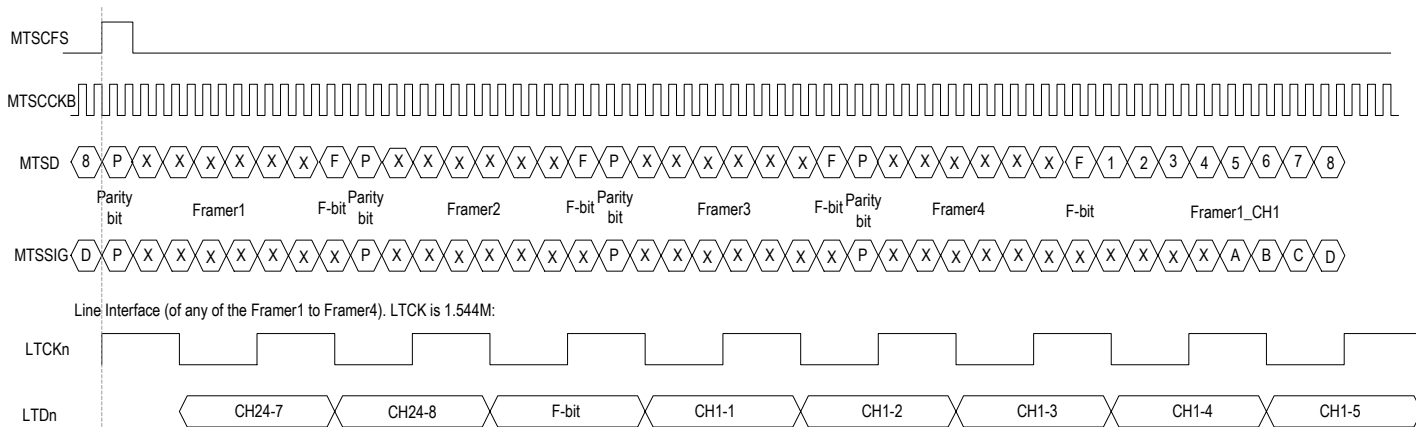 MTSCFS
MTSCCKB
MTSD 8 P X X X X X X F P X X X X X X F P X X X X X X F P X X X X X X F 1 2 3 4 5 6 7 8
Parity bit Framer1 F-bit Parity bit Framer2 F-bit Parity bit Framer3 F-bit Parity bit Framer4 F-bit Framer1_CH1
MTSSIG D P X X X X X X X P X X X X X X X P X X X X X X X P X X X X X X X X X X X A B C D
Line Interface (of any of the Framer1 to Framer4). LTCK is 1.544M:
LTCKn
LTDn CH24-7 CH24-8 F-bit CH1-1 CH1-2 CH1-3 CH1-4 CH1-5